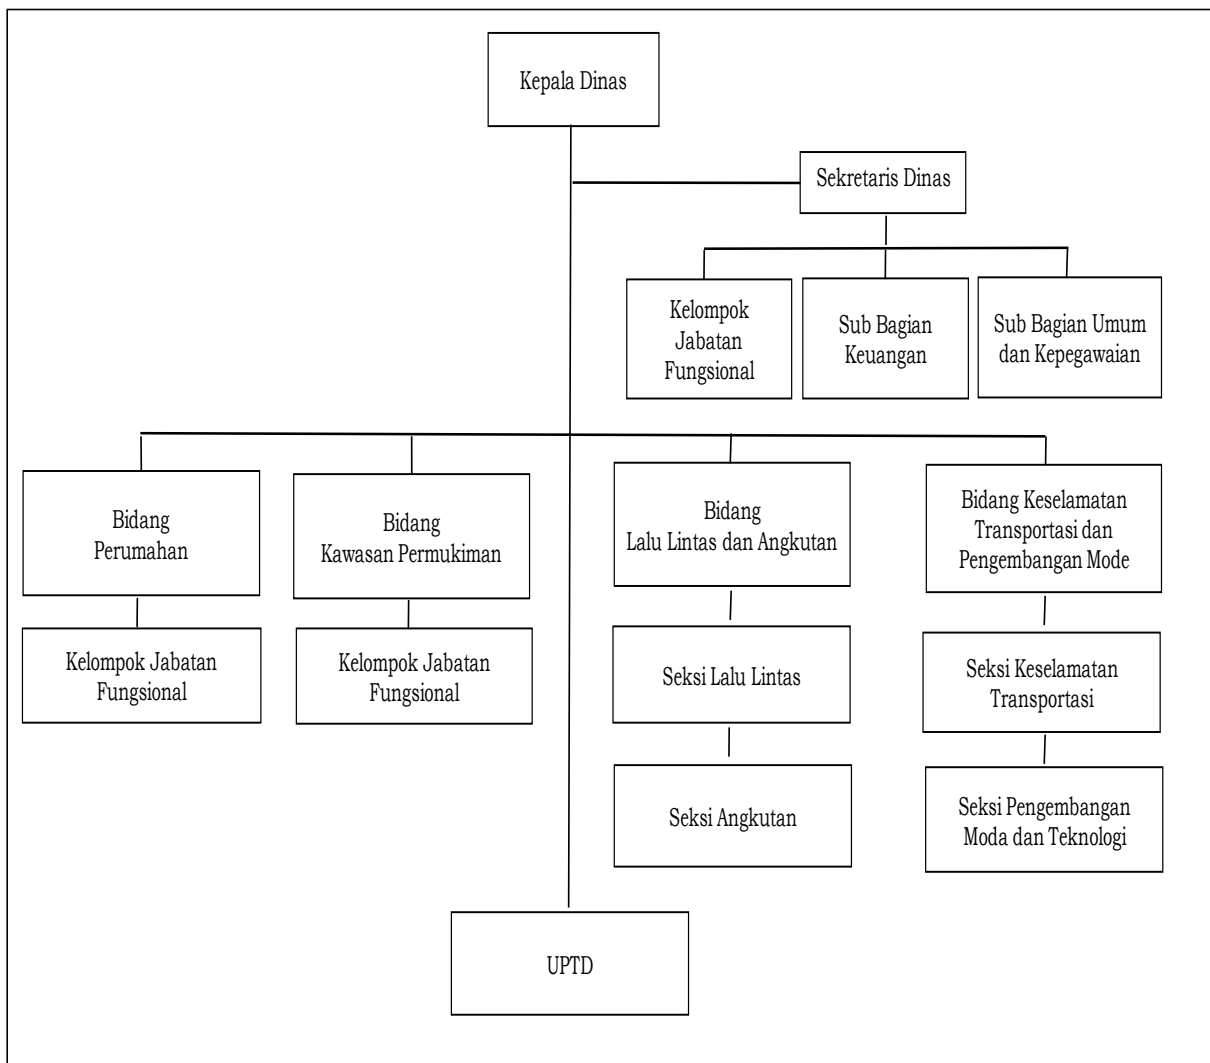 Kepala Dinas
Sekretaris Dinas
Kelompok
Jabatan
Fungsional
Sub Bagian
Keuangan
Sub Bagian Umum
dan Kepegawaian
Bidang
Perumahan
Bidang
Kawasan Permukiman
Bidang
Lalu Lintas dan Angkutan
Bidang Keselamatan
Transportasi dan
Pengembangan Mode
Kelompok Jabatan
Fungsional
Kelompok Jabatan
Fungsional
Seksi Lalu Lintas
Seksi Keselamatan
Transportasi
Seksi Angkutan
Seksi Pengembangan
Moda dan Teknologi
UPTD